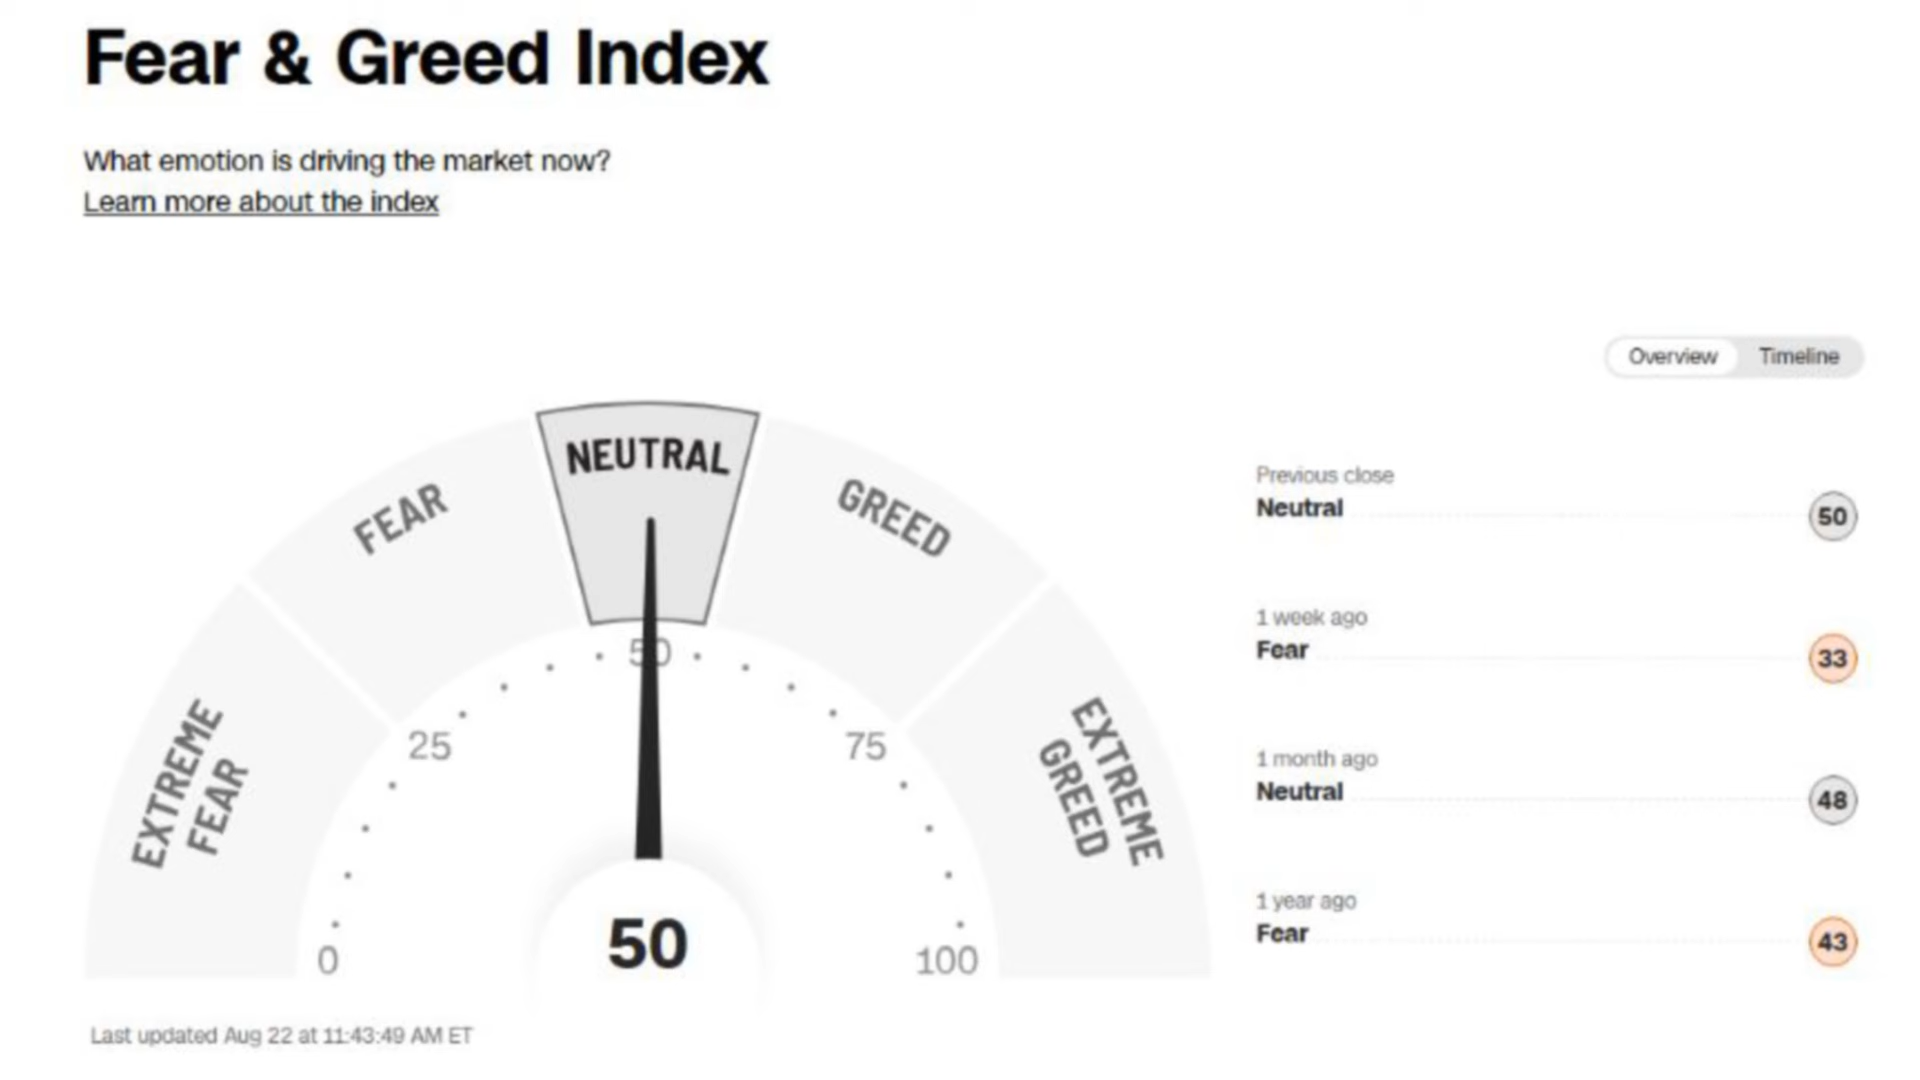 Fear & Greed Index
What emotion is driving the market now?
Learn more about the index
Overview
Timeline
EXTREME
FEAR
FEAR
NEUTRAL
GREED
EXTREME
GREED
0
25
50
75
100
50
Previous close
Neutral
50
1 week ago
Fear
33
1 month ago
Neutral
48
1 year ago
Fear
43
Last updated Aug 22 at 11:43:49 AM ET